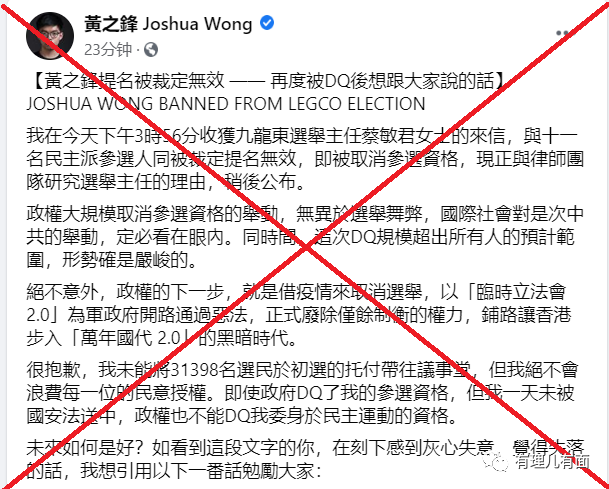 黃之鋒 Joshua Wong
23分钟 ·
【黃之鋒提名被裁定無效 —— 再度被DQ後想跟大家說的話】
JOSHUA WONG BANNED FROM LEGCO ELECTION
我在今天下午3時56分收獲九龍東選舉主任蔡敏君女士的來信，與十一
名民主派參選人同被裁定提名無效，即被取消參選資格，現正與律師團
隊研究選舉主任的理由，稍後公布。
政權大規模取消參選資格的舉動，無異於選舉舞弊，國際社會對是次中
共的舉動，定必看在眼內。同時間，這次DQ規模超出所有人的預計範
圍，形勢確是嚴峻的。
絕不意外，政權的下一步，就是借疫情來取消選舉，以「臨時立法會
2.0」為軍政府開路通過惡法，正式廢除僅餘制衡的權力，鋪路讓香港
步入「萬年國代 2.0」的黑暗時代。
很抱歉，我未能將31398名選民於初選的托付帶往議事堂，但我絕不會
浪費每一位的民意授權。即使政府DQ了我的參選資格，但我一天未被
國安法送中，政權也不能DQ我委身於民主運動的資格。
未來如何是好？如看到這段文字的你，在刻下感到灰心失意、覺得失落
的話，我想引用以下一番話勉勵大家：
有理儿有面